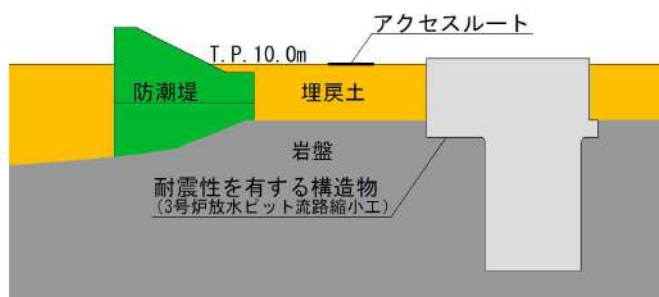 アクセスルート
T.P.10.0m
防潮堤
埋戻土
岩盤
耐震性を有する構造物
(3号炉放水ピット流路縮小工)